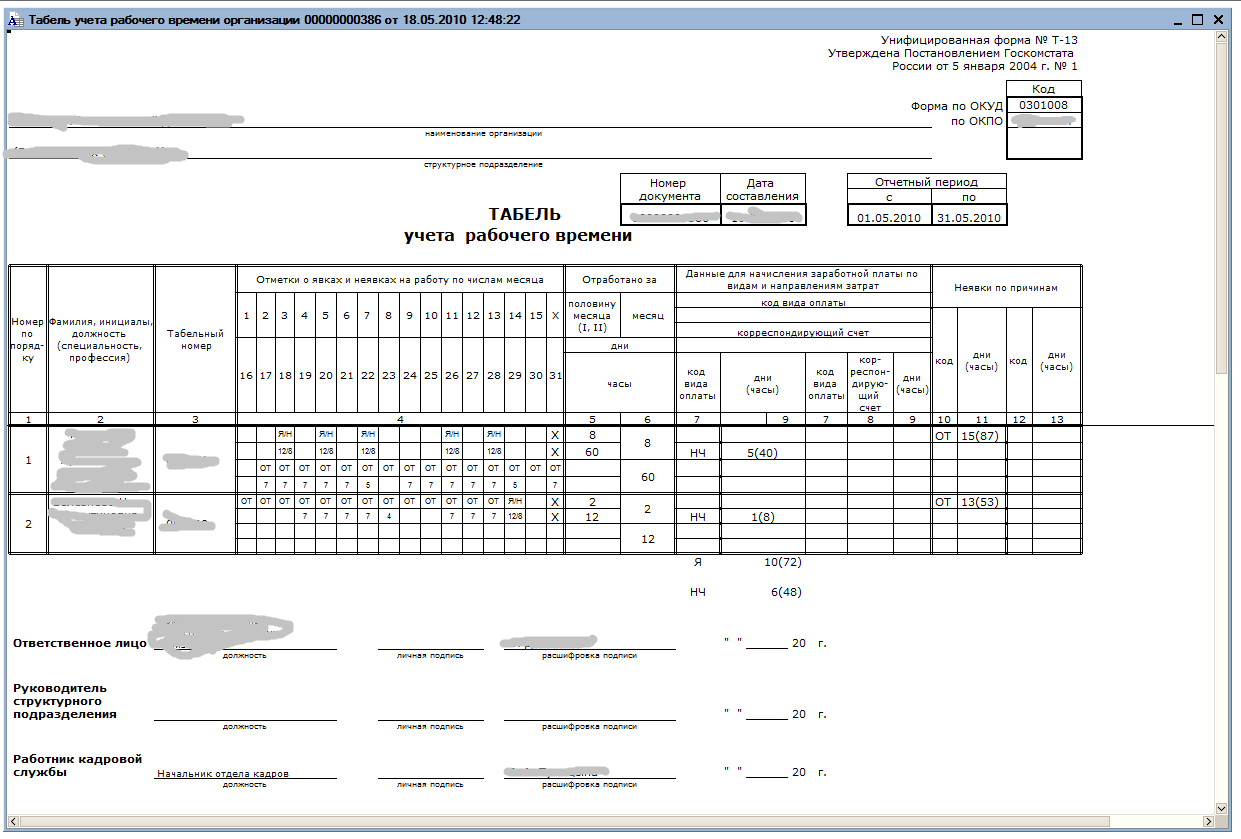 Табель учета рабочего времени организации 00000000386 от 18.05.2010 12:48:22
Унифицированная форма № Т-13
Утверждена Постановлением Госкомстата
России от 5 января 2004 г. № 1
Код
Форма по ОКУД 0301008
по ОКПО
наименование организации
структурное подразделение
Номер документа Дата составления
Отчетный период
с по
01.05.2010 31.05.2010
ТАБЕЛЬ
учета рабочего времени
Номер по поряд-ку
Фамилия, инициалы, должность (специальность, профессия)
Табельный номер
Отметки о явках и неявках на работу по числам месяца
1 2 3 4 5 6 7 8 9 10 11 12 13 14 15 X
16 17 18 19 20 21 22 23 24 25 26 27 28 29 30 31
Отработано за
половину месяца (I, II) месяц
дни
часы
Данные для начисления заработной платы по видам и направлениям затрат
код вида оплаты
корреспондирующий счет
код вида оплаты дни (часы) код вида оплаты кор-респон-дирую-щий счет дни (часы)
Неявки по причинам
код дни (часы) код дни (часы)
1 2 3 4 5 6 7 9 7 8 9 10 11 12 13
1 Я/Н Я/Н Я/Н Я/Н Я/Н X 8 8 ОТ 15(87)
12/8 12/8 12/8 12/8 12/8 X 60 НЧ 5(40)
ОТ ОТ ОТ ОТ ОТ ОТ ОТ ОТ ОТ ОТ ОТ ОТ ОТ ОТ ОТ 60
7 7 7 7 7 5 7 7 7 7 7 5 7
2 ОТ ОТ ОТ ОТ ОТ ОТ ОТ ОТ ОТ ОТ ОТ ОТ ОТ Я/Н X 2 2 ОТ 13(53)
7 7 7 7 4 7 7 7 12/8 X 12 НЧ 1(8)
12
Я 10(72)
НЧ 6(48)
Ответственное лицо " " 20 г.
должность личная подпись расшифровка подписи
Руководитель
структурного
подразделения " " 20 г.
должность личная подпись расшифровка подписи
Работник кадровой
службы Начальник отдела кадров " " 20 г.
должность личная подпись расшифровка подписи